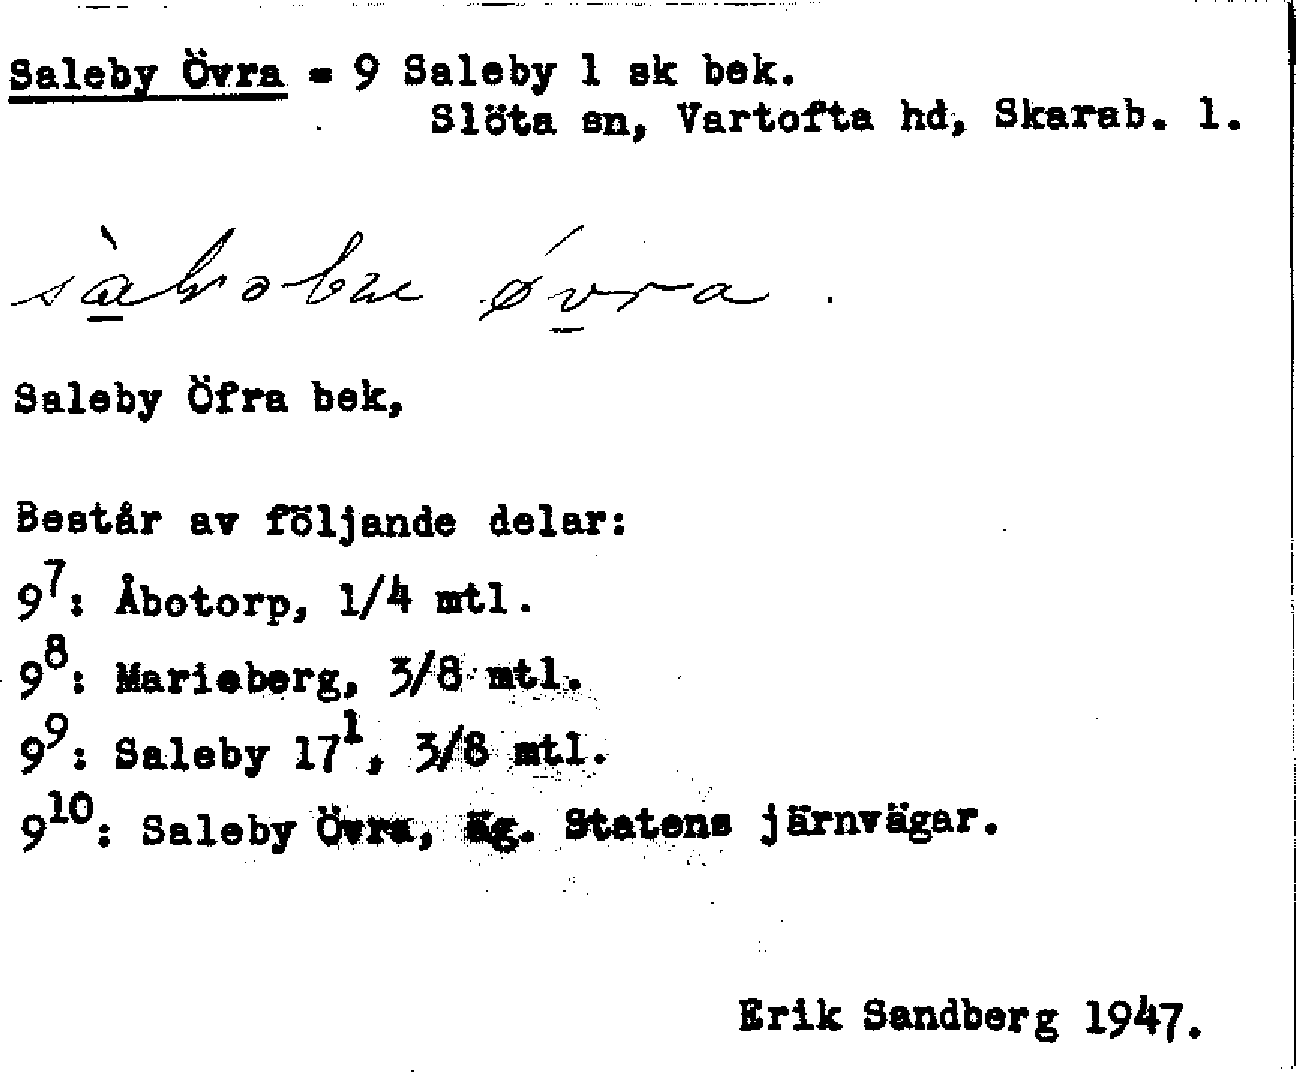 Saleby Övra = 9 Saleby 1 sk bek.
Slöta sn, Vartofta hd, Skarab. l.
øvra.
Saleby Öfra bek,
Består av följande delar:
9⁷: Åbotorp, 1/4 mtl.
9⁸: Marieberg, 3/8 mtl.
9⁹: Saleby 17¹, 3/8 mtl.
9¹⁰: Saleby Övra, äg. Statens järnvägar.
Erik Sandberg 1947.